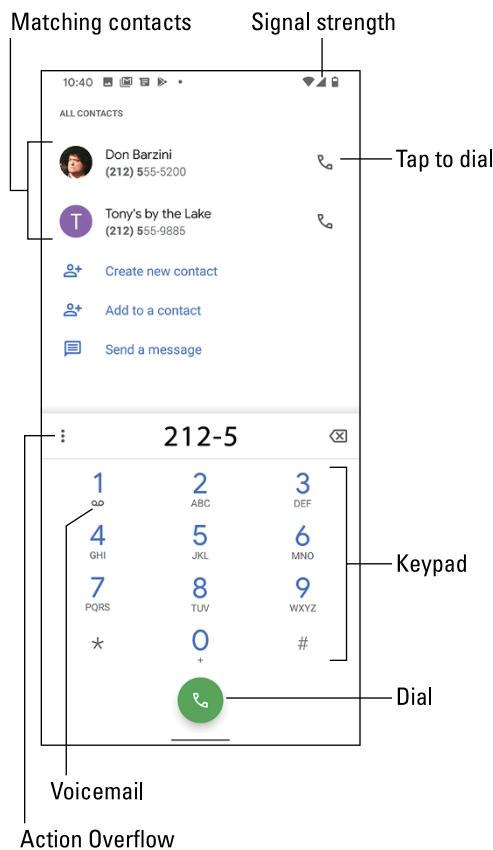 Matching contacts
Signal strength
10:40
ALL CONTACTS
Don Barzini
(212) 555-5200
Tap to dial
T
Tony's by the Lake
(212) 555-9885
Create new contact
Add to a contact
Send a message
212-5
1
2
ABC
3
DEF
4
GHI
5
JKL
6
MNO
Keypad
7
PQRS
8
TUV
9
WXYZ
*
0
+
#
Dial
Voicemail
Action Overflow